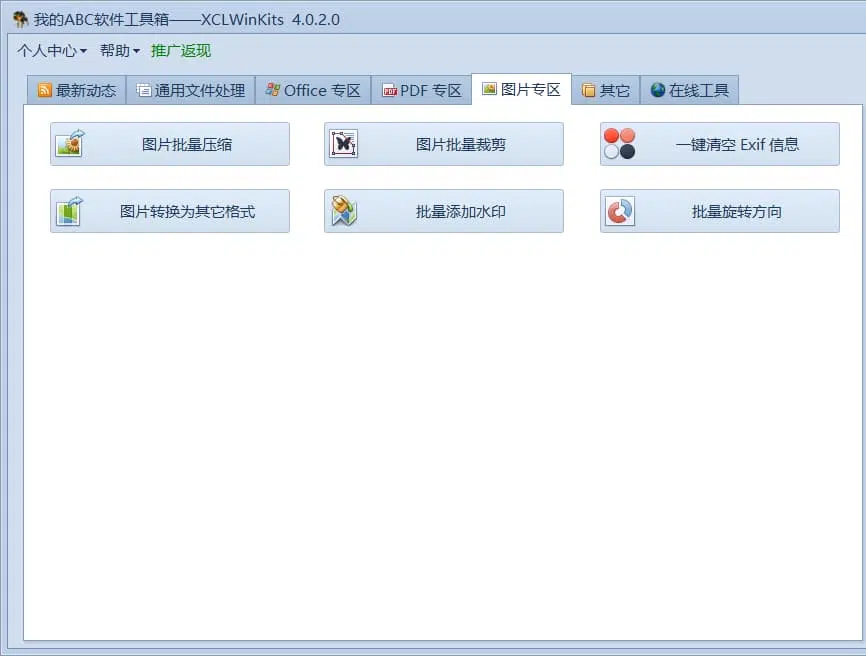 我的ABC软件工具箱——XCLWinKits 4.0.2.0
个人中心 帮助 推广返现
最新动态 通用文件处理 Office 专区 PDF 专区 图片专区 其它 在线工具
图片批量压缩 图片批量裁剪 一键清空 Exif 信息
图片转换为其它格式 批量添加水印 批量旋转方向